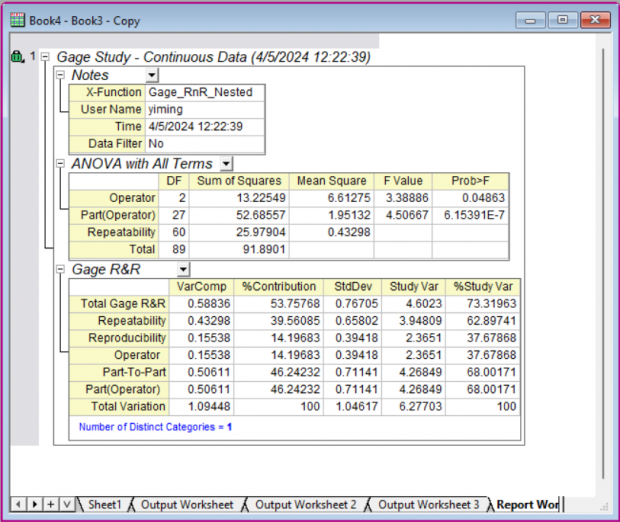 Book4 - Book3 - Copy
1 Gage Study - Continuous Data (4/5/2024 12:22:39)
Notes
X-Function Gage_RnR_Nested
User Name yiming
Time 4/5/2024 12:22:39
Data Filter No
ANOVA with All Terms
DF Sum of Squares Mean Square F Value Prob>F
Operator 2 13.22549 6.61275 3.38886 0.04863
Part(Operator) 27 52.68557 1.95132 4.50667 6.15391E-7
Repeatability 60 25.97904 0.43298
Total 89 91.8901
Gage R&R
VarComp %Contribution StdDev Study Var %Study Var
Total Gage R&R 0.58836 53.75768 0.76705 4.6023 73.31963
Repeatability 0.43298 39.56085 0.65802 3.94809 62.89741
Reproducibility 0.15538 14.19683 0.39418 2.3651 37.67868
Operator 0.15538 14.19683 0.39418 2.3651 37.67868
Part-To-Part 0.50611 46.24232 0.71141 4.26849 68.00171
Part(Operator) 0.50611 46.24232 0.71141 4.26849 68.00171
Total Variation 1.09448 100 1.04617 6.27703 100
Number of Distinct Categories = 1
Sheet1 Output Worksheet Output Worksheet 2 Output Worksheet 3 Report Wor